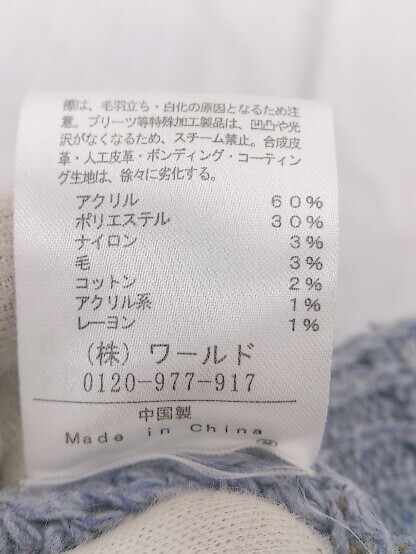 擦は、毛羽立ち・白化の原因となるため注
意。プリーツ等特殊加工製品は、凹凸や光
沢がなくなるため、スチーム禁止。合成皮
革・人工皮革・ボンディング・コーティン
グ生地は、徐々に劣化する。
アクリル 60%
ポリエステル 30%
ナイロン 3%
毛 3%
コットン 2%
アクリル系 1%
レーヨン 1%
(株) ワールド
0120-977-917
中国製
Made in China